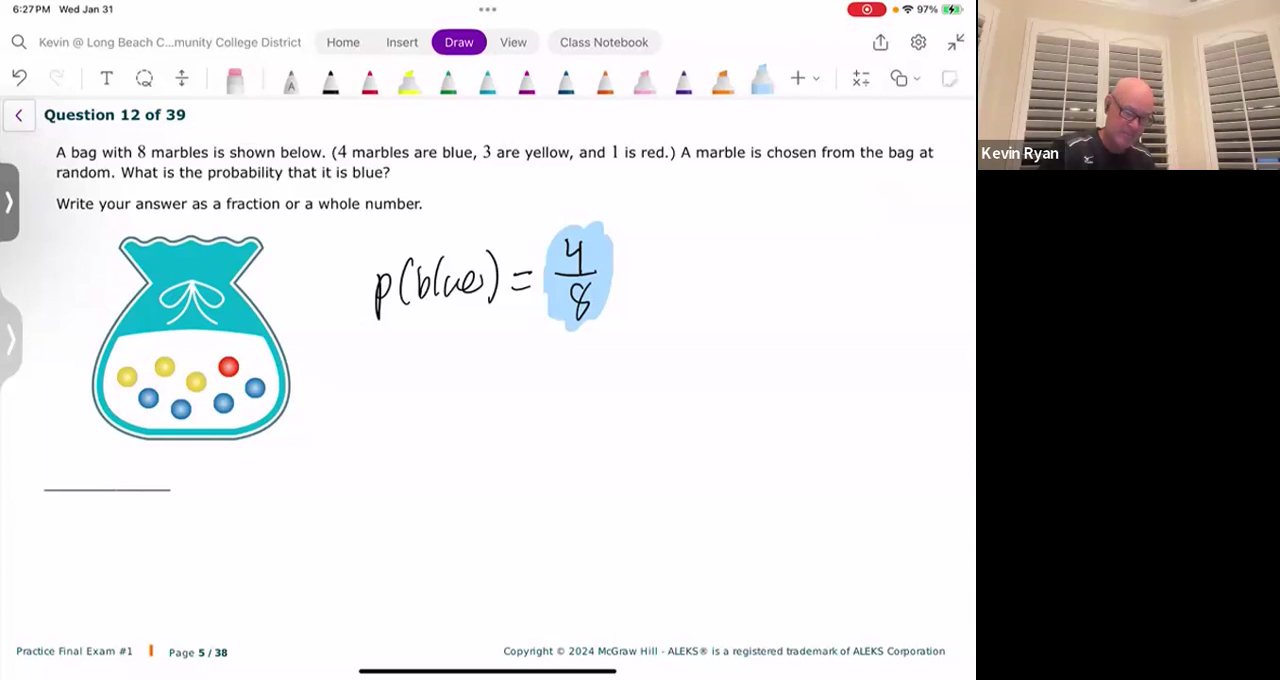 6:27 PM Wed Jan 31
97%
Kevin @ Long Beach C...munity College District
Home Insert Draw View Class Notebook
T
A
Kevin Ryan
Question 12 of 39
A bag with 8 marbles is shown below. (4 marbles are blue, 3 are yellow, and 1 is red.) A marble is chosen from the bag at
random. What is the probability that it is blue?
Write your answer as a fraction or a whole number.
p(blue) = 4/8
Practice Final Exam #1 Page 5 / 38
Copyright © 2024 McGraw Hill - ALEKS® is a registered trademark of ALEKS Corporation